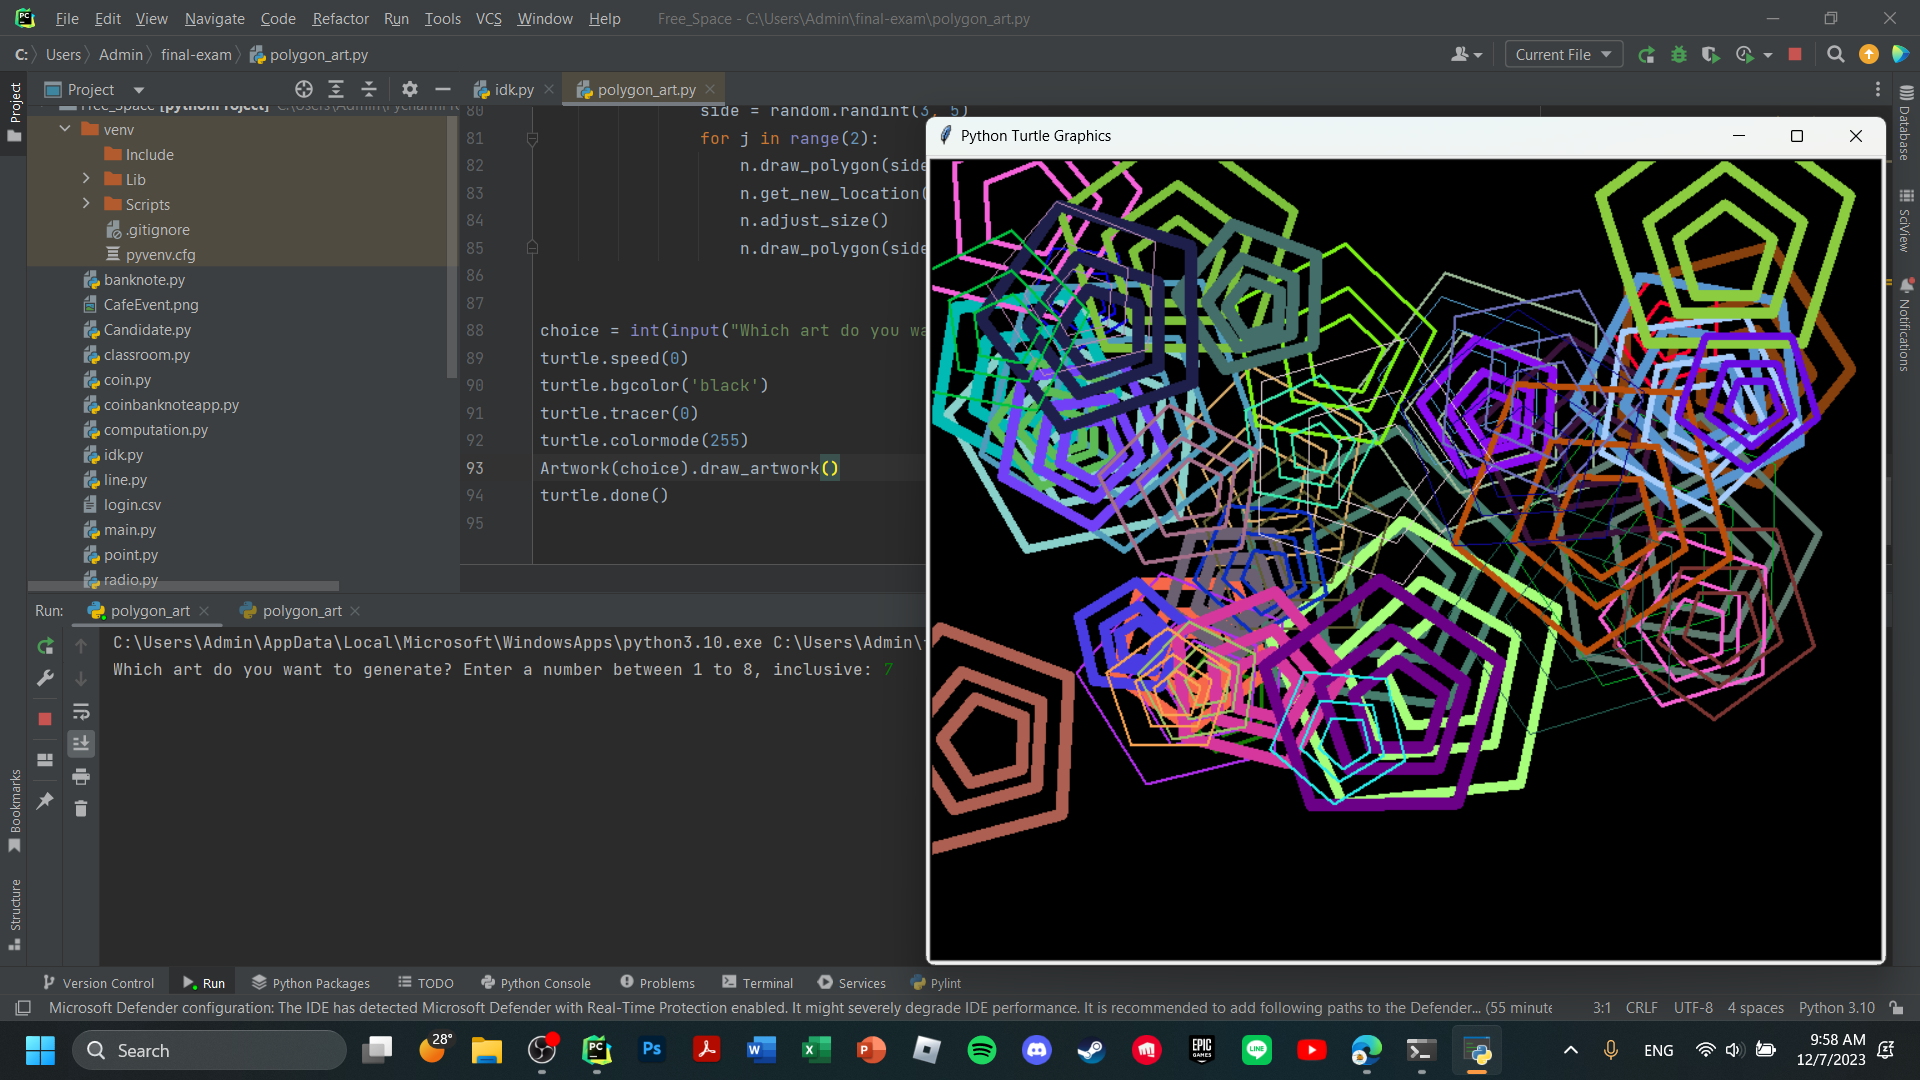 File Edit View Navigate Code Refactor Run Tools VCS Window Help Free_Space - C:\Users\Admin\final-exam\polygon_art.py
C: Users Admin final-exam polygon_art.py
Current File
Project
idk.py
polygon_art.py
Project
venv
Include
Lib
Scripts
.gitignore
pyvenv.cfg
banknote.py
CafeEvent.png
Candidate.py
classroom.py
coin.py
coinbanknoteapp.py
computation.py
idk.py
line.py
login.csv
main.py
point.py
radio.py
80 side = random.randint(3, 5)
81 for j in range(2):
82 n.draw_polygon(side
83 n.get_new_location(
84 n.adjust_size()
85 n.draw_polygon(side
86
87
88 choice = int(input("Which art do you wa
89 turtle.speed(0)
90 turtle.bgcolor('black')
91 turtle.tracer(0)
92 turtle.colormode(255)
93 Artwork(choice).draw_artwork()
94 turtle.done()
95
Python Turtle Graphics
Database
SciView
Notifications
Run: polygon_art polygon_art
C:\Users\Admin\AppData\Local\Microsoft\WindowsApps\python3.10.exe C:\Users\Admin\
Which art do you want to generate? Enter a number between 1 to 8, inclusive: 7
Bookmarks
Structure
Version Control Run Python Packages TODO Python Console Problems Terminal Services Pylint
Microsoft Defender configuration: The IDE has detected Microsoft Defender with Real-Time Protection enabled. It might severely degrade IDE performance. It is recommended to add following paths to the Defender... (55 minute 3:1 CRLF UTF-8 4 spaces Python 3.10
Search
28°
ENG
9:58 AM
12/7/2023